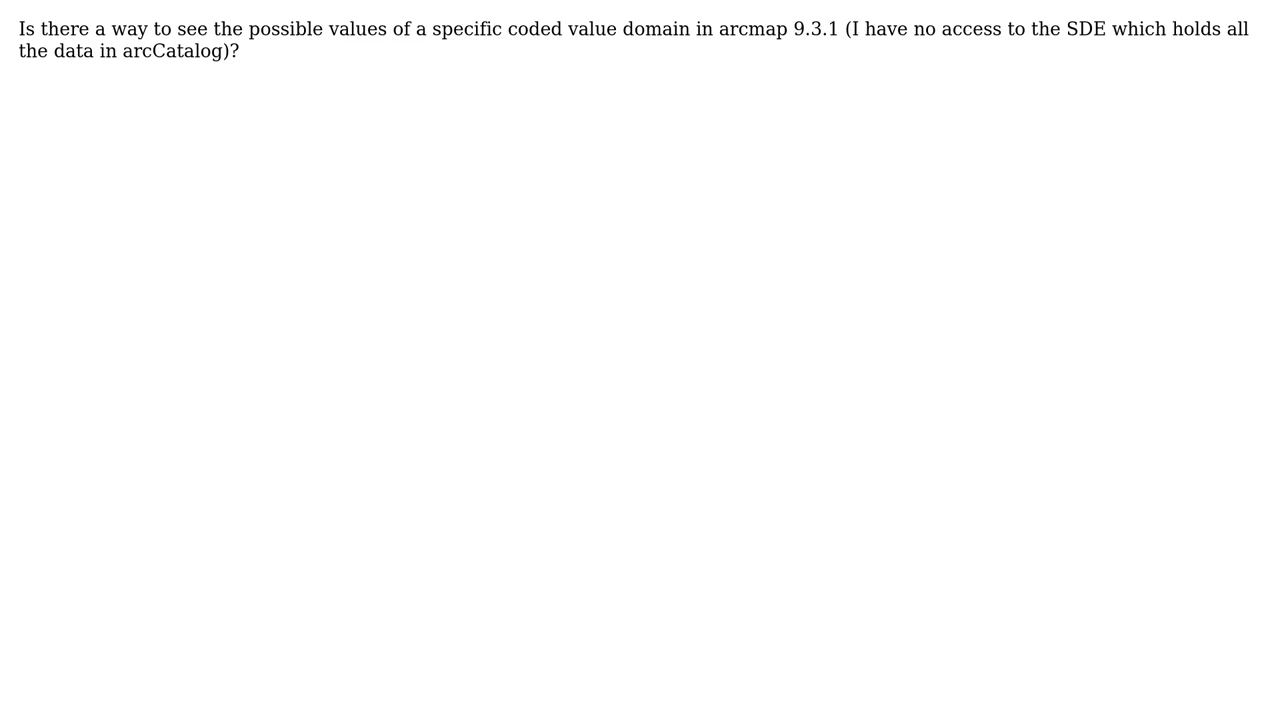 Is there a way to see the possible values of a specific coded value domain in arcmap 9.3.1 (I have no access to the SDE which holds all
the data in arcCatalog)?